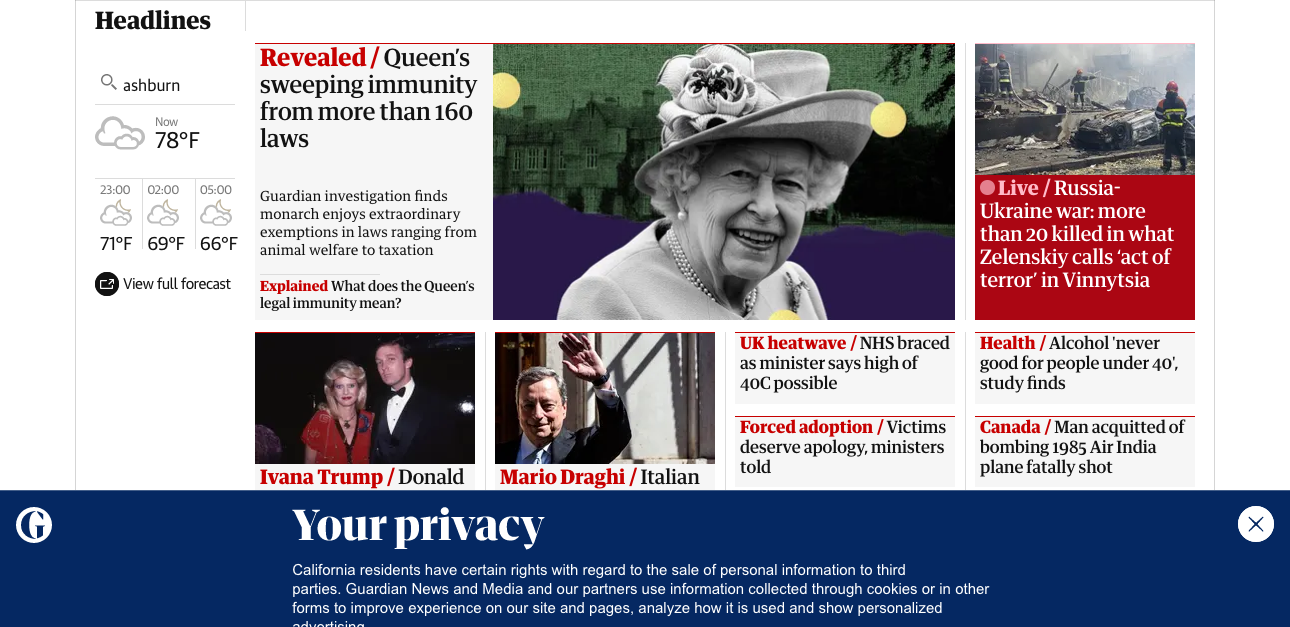 Headlines
ashburn
Now
78°F
23:00
02:00
05:00
71°F
69°F
66°F
View full forecast
Revealed / Queen's
sweeping immunity
from more than 160
laws
Guardian investigation finds
monarch enjoys extraordinary
exemptions in laws ranging from
animal welfare to taxation
Explained What does the Queen's
legal immunity mean?
Live / Russia-
Ukraine war: more
than 20 killed in what
Zelenskiy calls ‘act of
terror’ in Vinnytsia
Ivana Trump / Donald
Mario Draghi / Italian
UK heatwave / NHS braced
as minister says high of
40C possible
Forced adoption / Victims
deserve apology, ministers
told
Health / Alcohol 'never
good for people under 40',
study finds
Canada / Man acquitted of
bombing 1985 Air India
plane fatally shot
Your privacy
California residents have certain rights with regard to the sale of personal information to third
parties. Guardian News and Media and our partners use information collected through cookies or in other
forms to improve experience on our site and pages, analyze how it is used and show personalized
advertising.